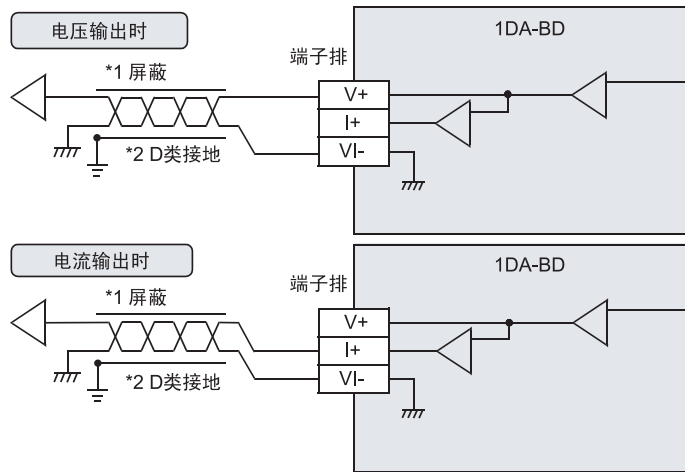 电压输出时
1DA-BD
端子排
*1 屏蔽
V+
I+
VI-
*2 D类接地
电流输出时
1DA-BD
端子排
*1 屏蔽
V+
I+
VI-
*2 D类接地